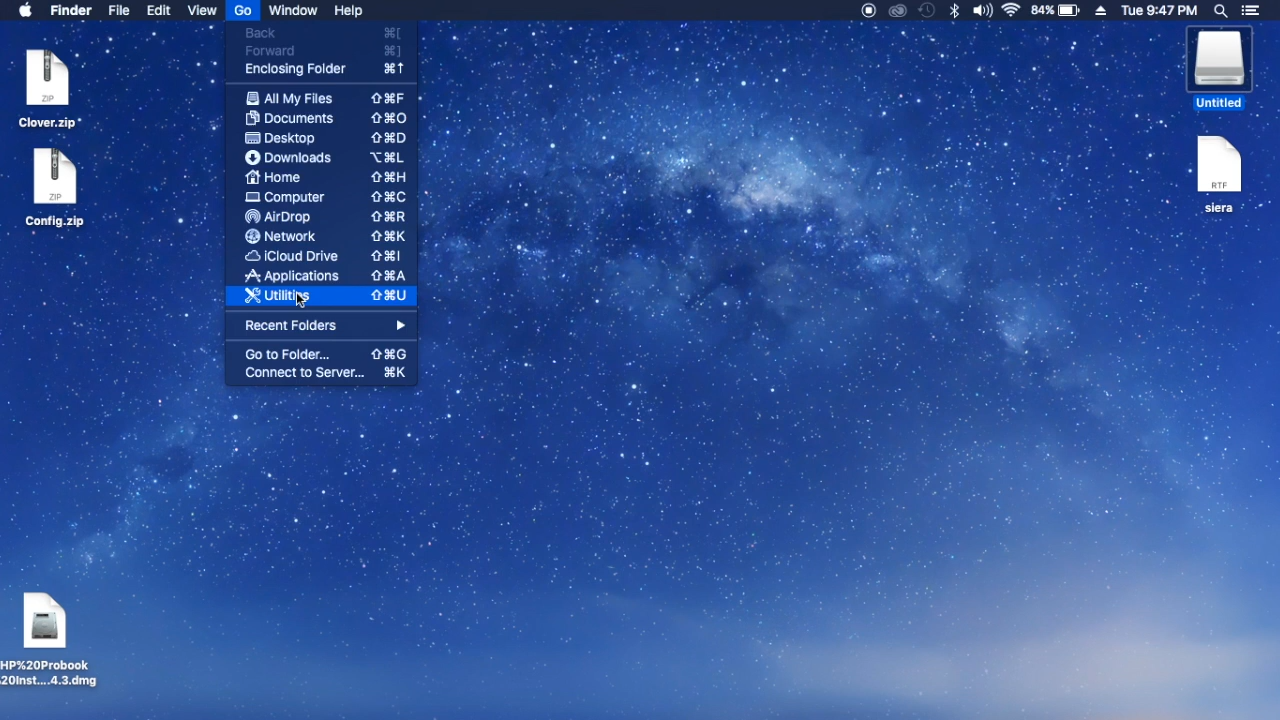 Finder File Edit View Go Window Help 84% Tue 9:47 PM
Back ⌘[
Forward ⌘]
Enclosing Folder ⌘↑
All My Files ⇧⌘F
Documents ⇧⌘O
Desktop ⇧⌘D
Downloads ⌥⌘L
Home ⇧⌘H
Computer ⇧⌘C
AirDrop ⇧⌘R
Network ⇧⌘K
iCloud Drive ⇧⌘I
Applications ⇧⌘A
Utilities ⇧⌘U
Recent Folders ▶
Go to Folder... ⇧⌘G
Connect to Server... ⌘K
ZIP
Clover.zip
ZIP
Config.zip
HP%20Probook
%20Inst....4.3.dmg
Untitled
RTF
siera